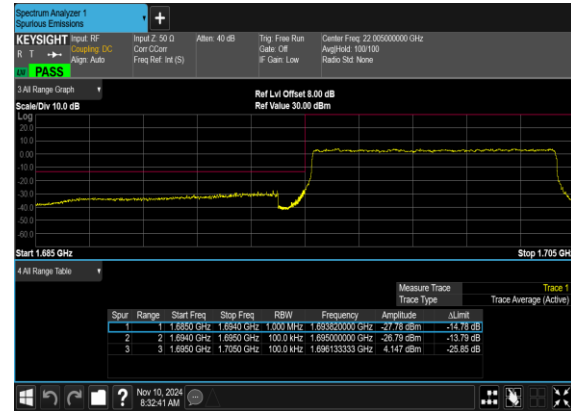 Spectrum Analyzer 1
Spurious Emissions
+
KEYSIGHT Input: RF Input Z: 50 Ω Atten: 40 dB Trig: Free Run Center Freq: 22.005000000 GHz
R T Coupling: DC Corr CCorr Gate: Off Avg|Hold: 100/100
Align: Auto Freq Ref: Int (S) IF Gain: Low Radio Std: None
PASS
3 All Range Graph
Ref Lvl Offset 8.00 dB
Scale/Div 10.0 dB Ref Value 30.00 dBm
Log
20.0
10.0
0.00
-10.0
-20.0
-30.0
-40.0
-50.0
-60.0
Start 1.685 GHz Stop 1.705 GH
4 All Range Table
Measure Trace Trace 1
Trace Type Trace Average (Active)
Spur Range Start Freq Stop Freq RBW Frequency Amplitude ΔLimit
1 1 1.6850 GHz 1.6940 GHz 1.000 MHz 1.693820000 GHz -27.78 dBm -14.78 dB
2 2 1.6940 GHz 1.6950 GHz 100.0 kHz 1.695000000 GHz -26.79 dBm -13.79 dB
3 3 1.6950 GHz 1.7050 GHz 100.0 kHz 1.696133333 GHz 4.147 dBm -25.85 dB
? Nov 10, 2024
8:32:41 AM